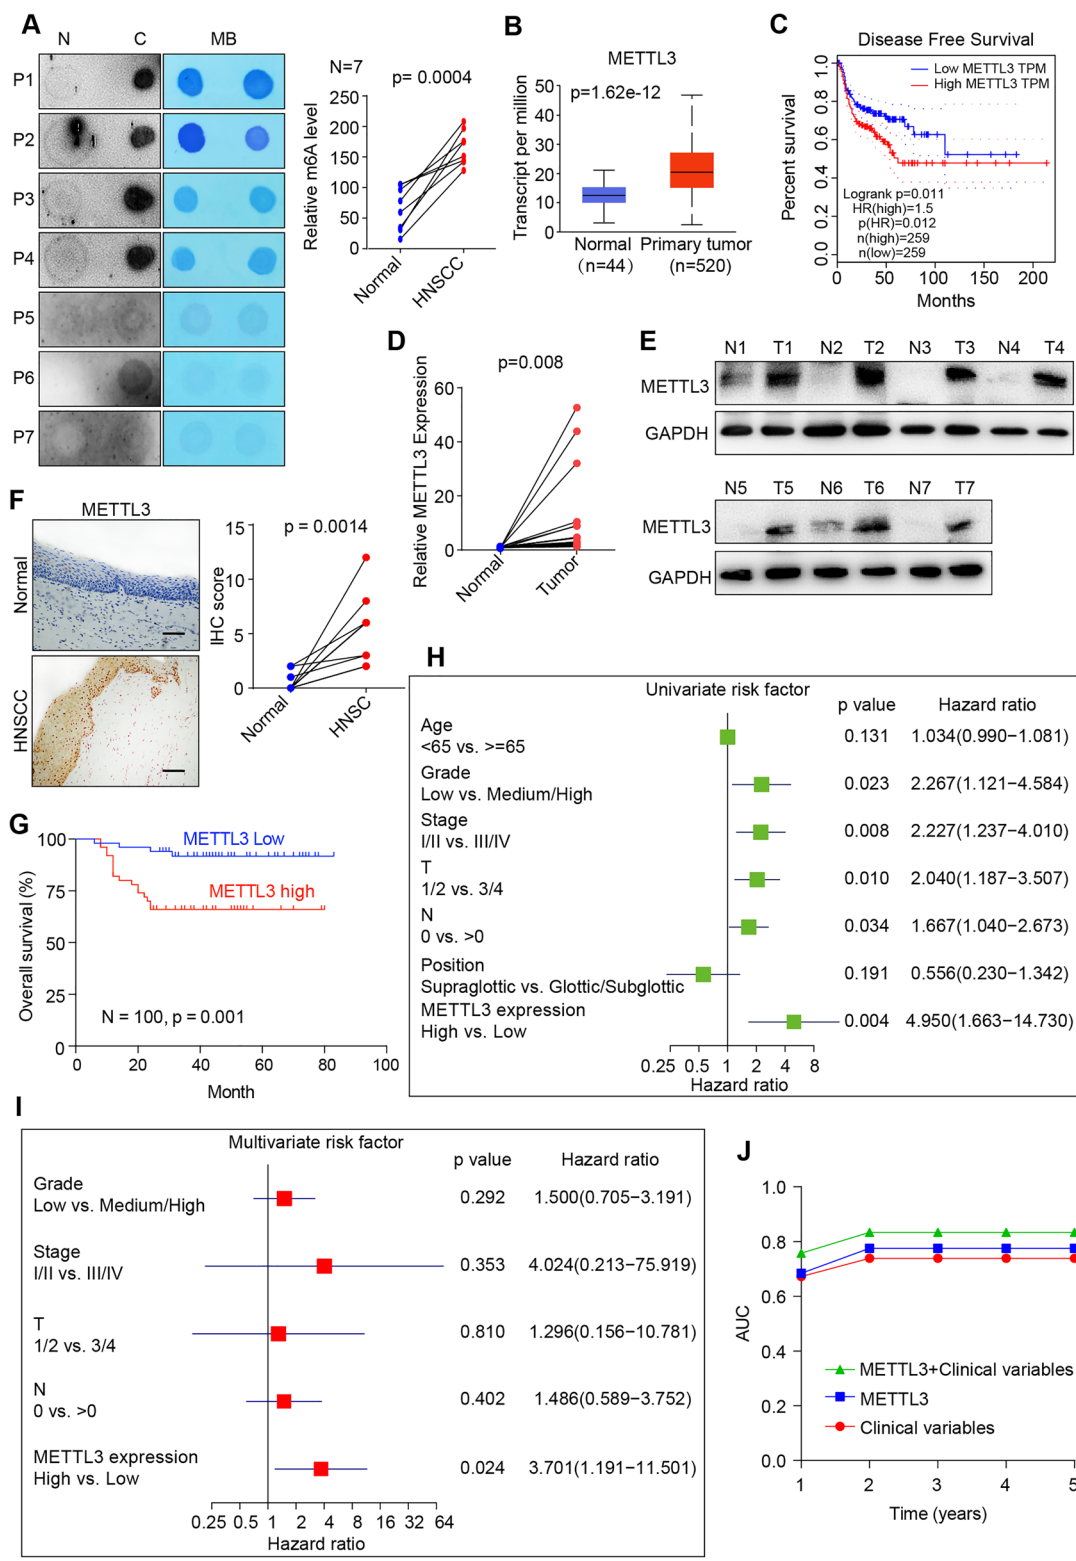 A
N C MB
P1
P2
P3
P4
P5
P6
P7
N=7
p= 0.0004
Relative m6A level
250
200
150
100
50
0
Normal
HNSCC
B
METTL3
p=1.62e-12
Transcript per million
50
40
30
20
10
0
Normal
(n=44)
Primary tumor
(n=520)
C
Disease Free Survival
Low METTL3 TPM
High METTL3 TPM
Percent survival
1.0
0.8
0.6
0.4
0.2
0.0
Logrank p=0.011
HR(high)=1.5
p(HR)=0.012
n(high)=259
n(low)=259
0 50 100 150 200
Months
D
p=0.008
Relative METTL3 Expression
60
40
20
0
Normal
Tumor
E
N1 T1 N2 T2 N3 T3 N4 T4
METTL3
GAPDH
N5 T5 N6 T6 N7 T7
METTL3
GAPDH
F
METTL3
Normal
HNSCC
p = 0.0014
IHC score
15
10
5
0
Normal
HNSC
G
METTL3 Low
METTL3 high
Overall survival (%)
100
75
50
25
0
N = 100, p = 0.001
0 20 40 60 80 100
Month
H
Univariate risk factor
p value Hazard ratio
Age
<65 vs. >=65
0.131 1.034(0.990−1.081)
Grade
Low vs. Medium/High
0.023 2.267(1.121−4.584)
Stage
I/II vs. III/IV
0.008 2.227(1.237−4.010)
T
1/2 vs. 3/4
0.010 2.040(1.187−3.507)
N
0 vs. >0
0.034 1.667(1.040−2.673)
Position
Supraglottic vs. Glottic/Subglottic
0.191 0.556(0.230−1.342)
METTL3 expression
High vs. Low
0.004 4.950(1.663−14.730)
0.25 0.5 1 2 4 8
Hazard ratio
I
Multivariate risk factor
p value Hazard ratio
Grade
Low vs. Medium/High
0.292 1.500(0.705−3.191)
Stage
I/II vs. III/IV
0.353 4.024(0.213−75.919)
T
1/2 vs. 3/4
0.810 1.296(0.156−10.781)
N
0 vs. >0
0.402 1.486(0.589−3.752)
METTL3 expression
High vs. Low
0.024 3.701(1.191−11.501)
0.25 0.5 1 2 4 8 16 32 64
Hazard ratio
J
AUC
1.0
0.8
0.6
0.4
0.2
0.0
METTL3+Clinical variables
METTL3
Clinical variables
1 2 3 4 5
Time (years)